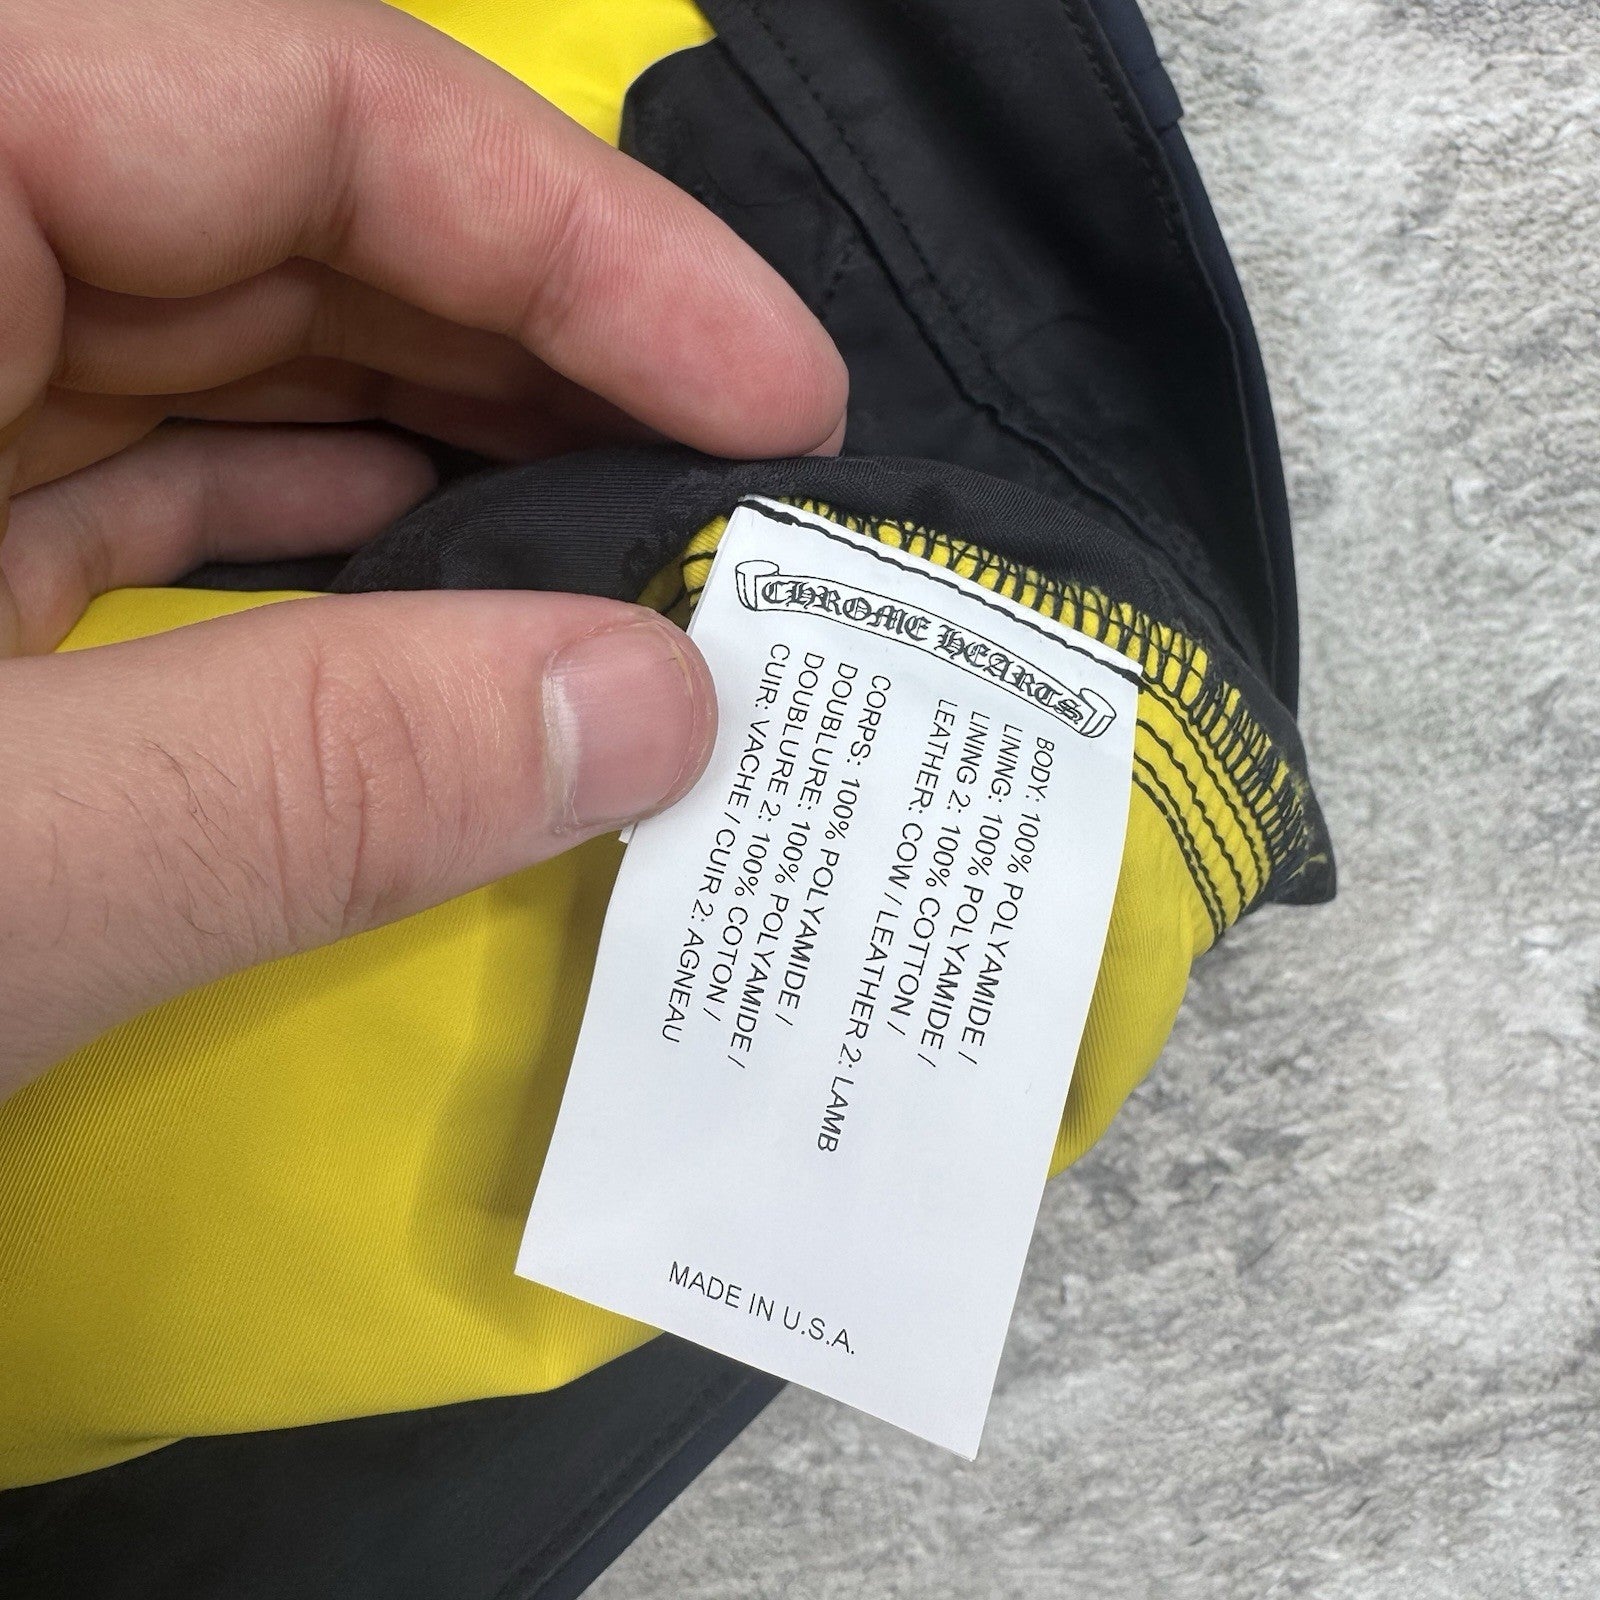 CHROME HEARTS
BODY: 100% POLYAMIDE /
LINING: 100% POLYAMIDE /
LINING 2: 100% COTTON /
LEATHER: COW / LEATHER 2: LAMB
CORPS: 100% POLYAMIDE /
DOUBLURE: 100% POLYAMIDE /
DOUBLURE 2: 100% COTON /
CUIR: VACHE / CUIR 2: AGNEAU
MADE IN U.S.A.